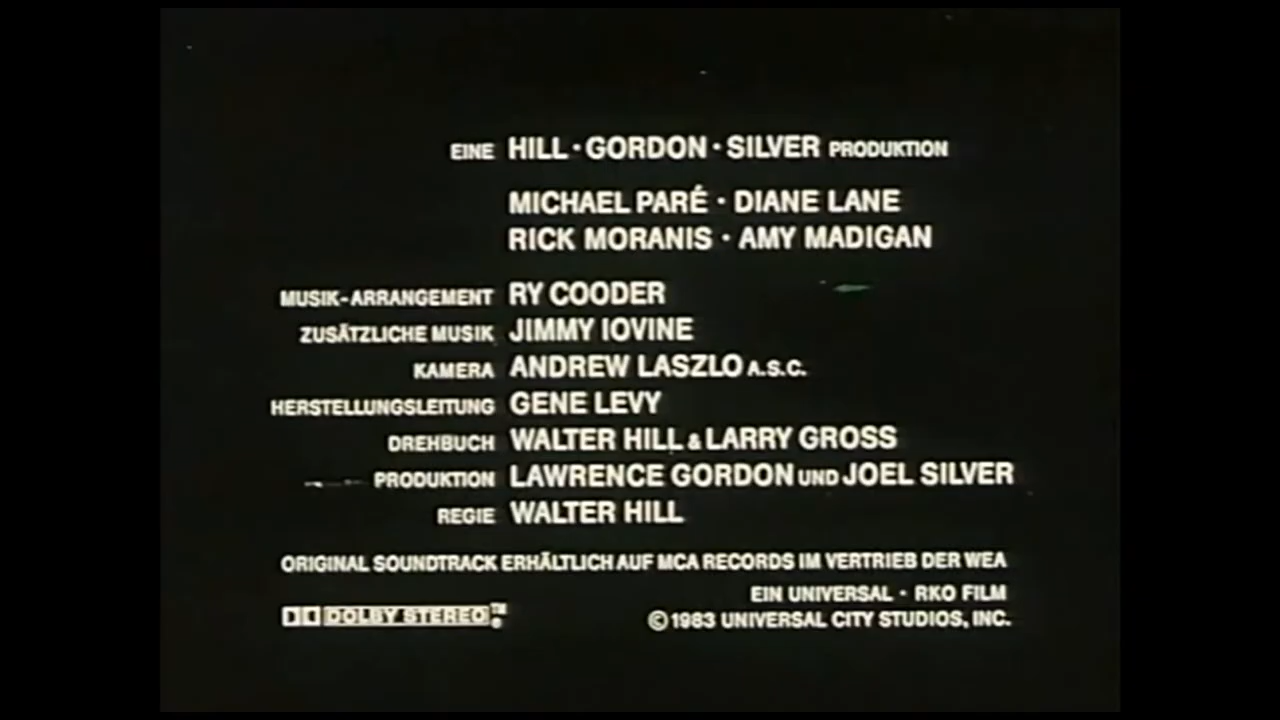 EINE HILL · GORDON · SILVER PRODUKTION
MICHAEL PARÉ · DIANE LANE
RICK MORANIS · AMY MADIGAN
MUSIK-ARRANGEMENT RY COODER
ZUSÄTZLICHE MUSIK JIMMY IOVINE
KAMERA ANDREW LASZLO A.S.C.
HERSTELLUNGSLEITUNG GENE LEVY
DREHBUCH WALTER HILL & LARRY GROSS
PRODUKTION LAWRENCE GORDON UND JOEL SILVER
REGIE WALTER HILL
ORIGINAL SOUNDTRACK ERHÄLTLICH AUF MCA RECORDS IM VERTRIEB DER WEA
EIN UNIVERSAL · RKO FILM
DOLBY STEREO TM ®
© 1983 UNIVERSAL CITY STUDIOS, INC.